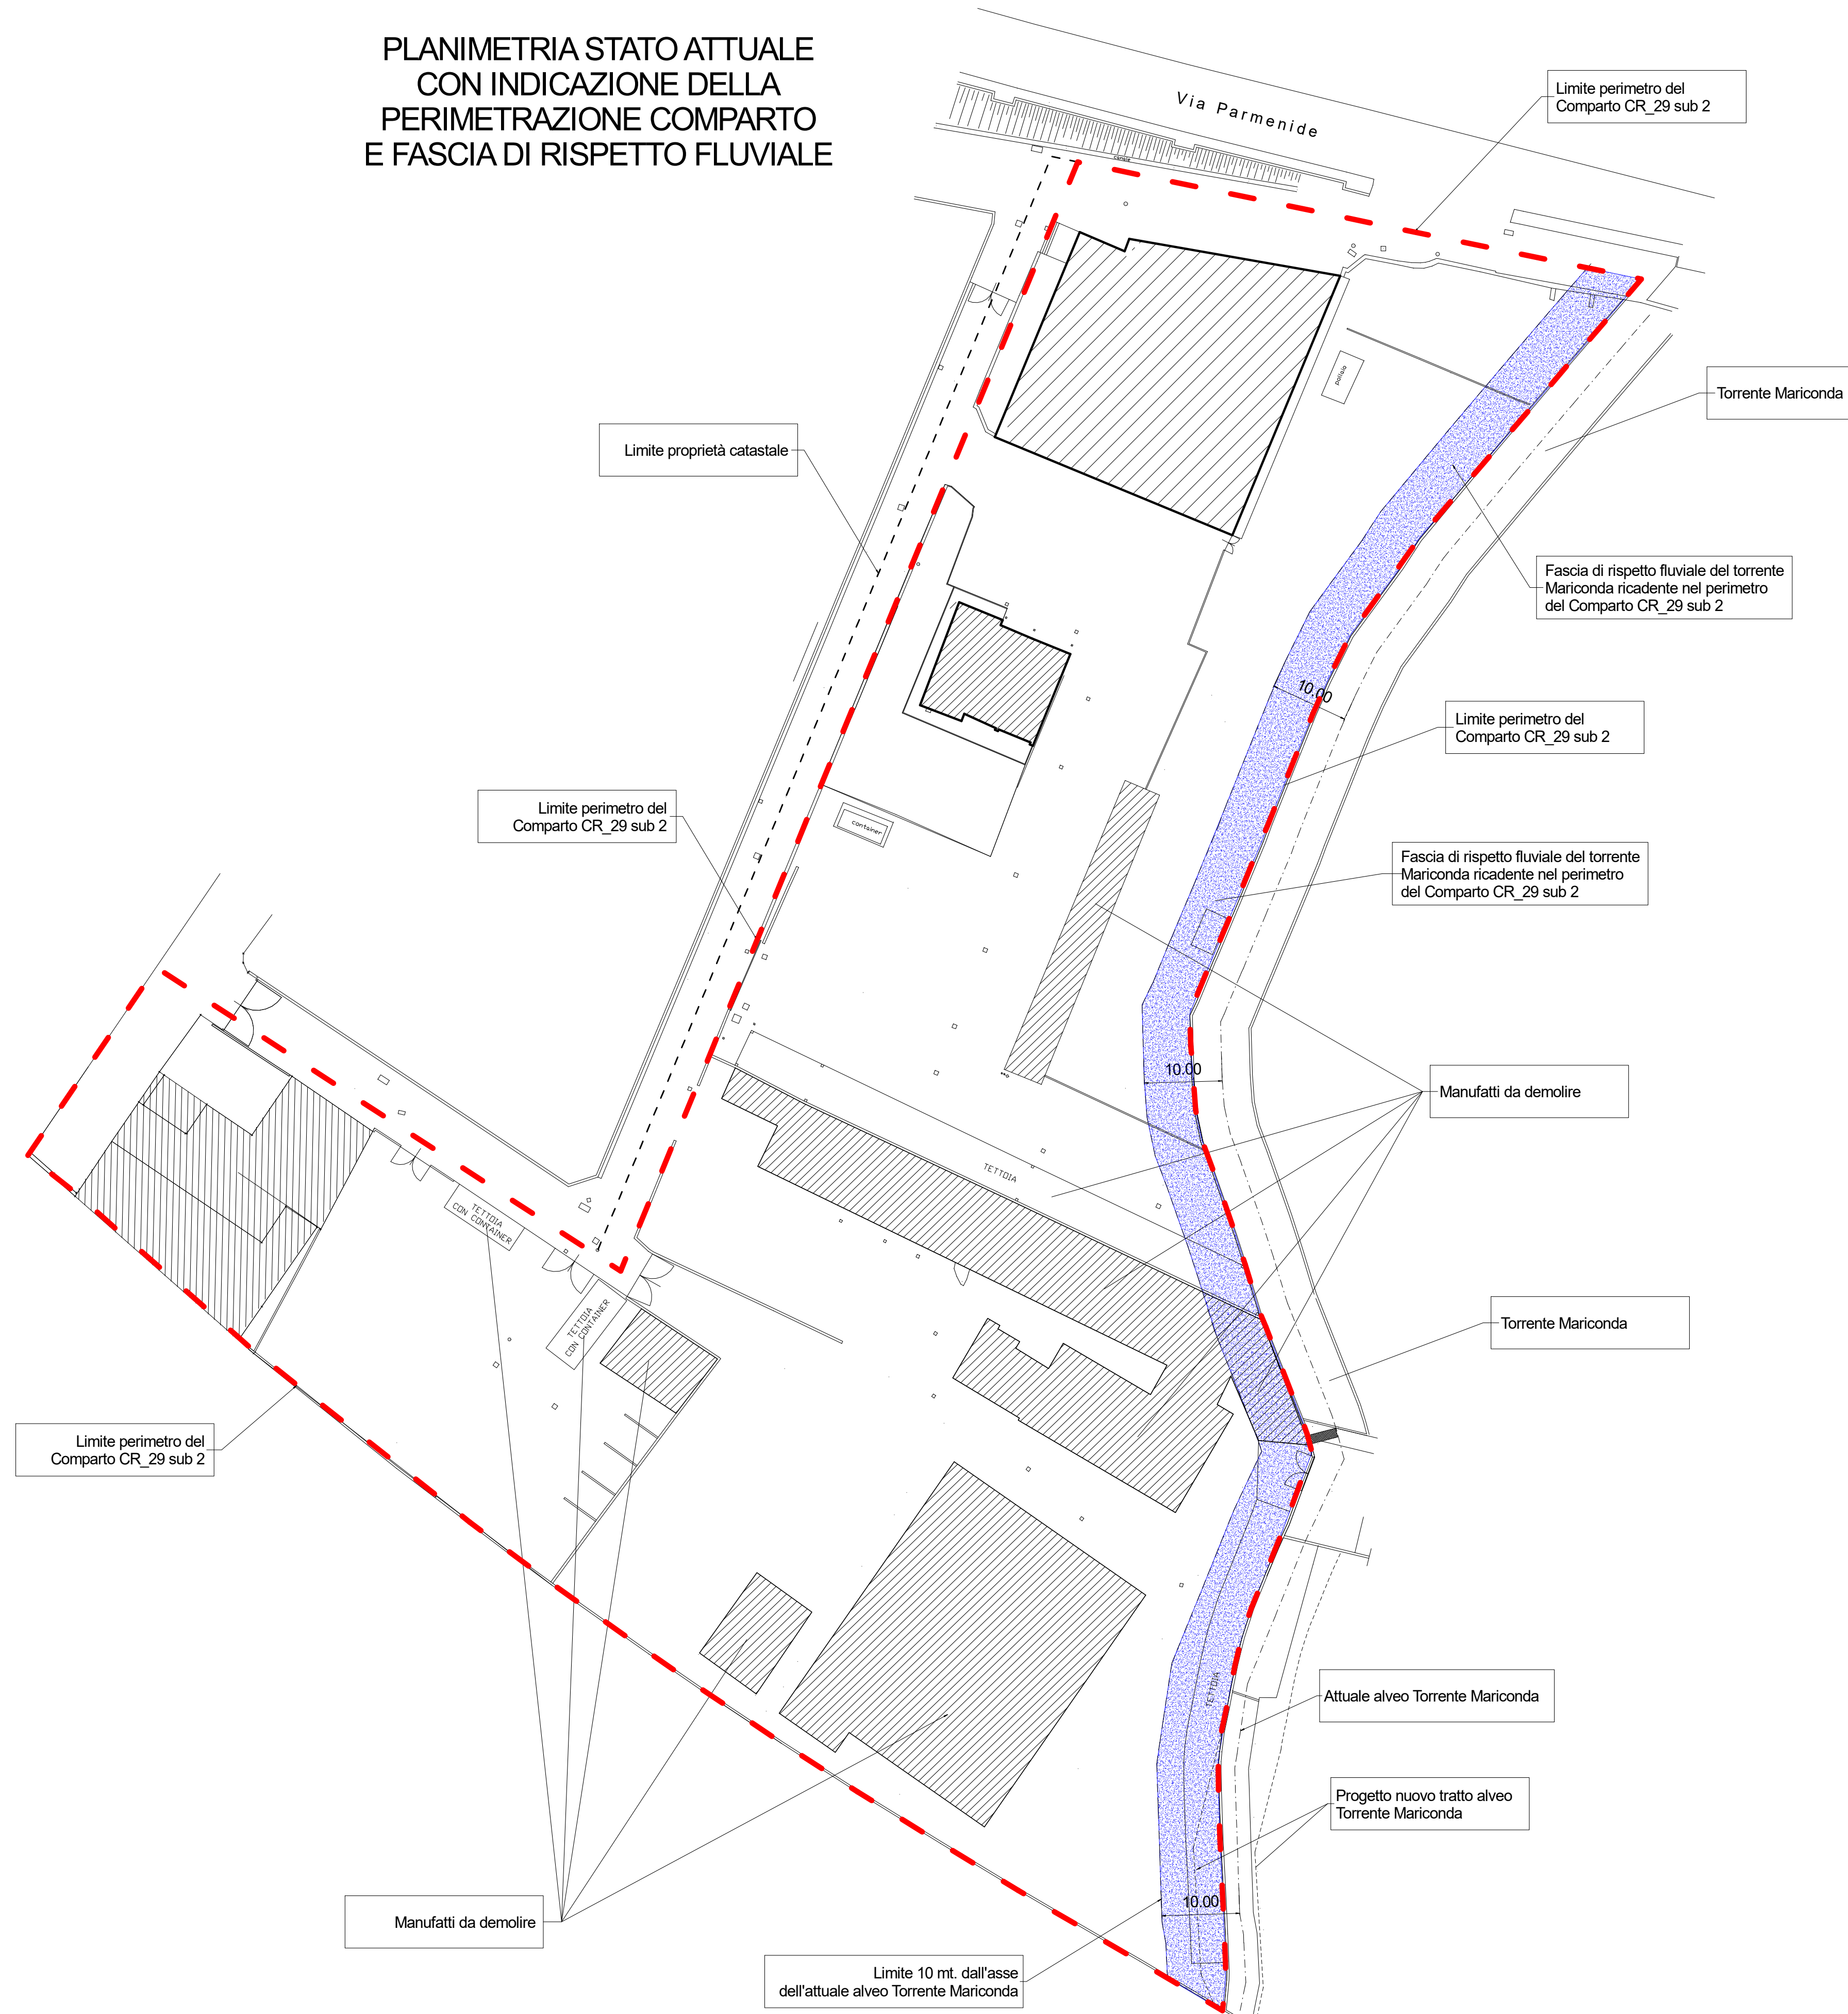 PLANIMETRIA STATO ATTUALE
CON INDICAZIONE DELLA
PERIMETRAZIONE COMPARTO
E FASCIA DI RISPETTO FLUVIALE
Via Parmenide
Limite perimetro del
Comparto CR_29 sub 2
canale
pollaio
Torrente Mariconda
Limite proprietà catastale
Fascia di rispetto fluviale del torrente
Mariconda ricadente nel perimetro
del Comparto CR_29 sub 2
10.00
Limite perimetro del
Comparto CR_29 sub 2
Limite perimetro del
Comparto CR_29 sub 2
container
Fascia di rispetto fluviale del torrente
Mariconda ricadente nel perimetro
del Comparto CR_29 sub 2
10.00
Manufatti da demolire
TETTOIA
TETTOIA
CON CONTAINER
TETTOIA
CON CONTAINER
Torrente Mariconda
Limite perimetro del
Comparto CR_29 sub 2
TETTOIA
Attuale alveo Torrente Mariconda
Progetto nuovo tratto alveo
Torrente Mariconda
10.00
Manufatti da demolire
Limite 10 mt. dall'asse
dell'attuale alveo Torrente Mariconda